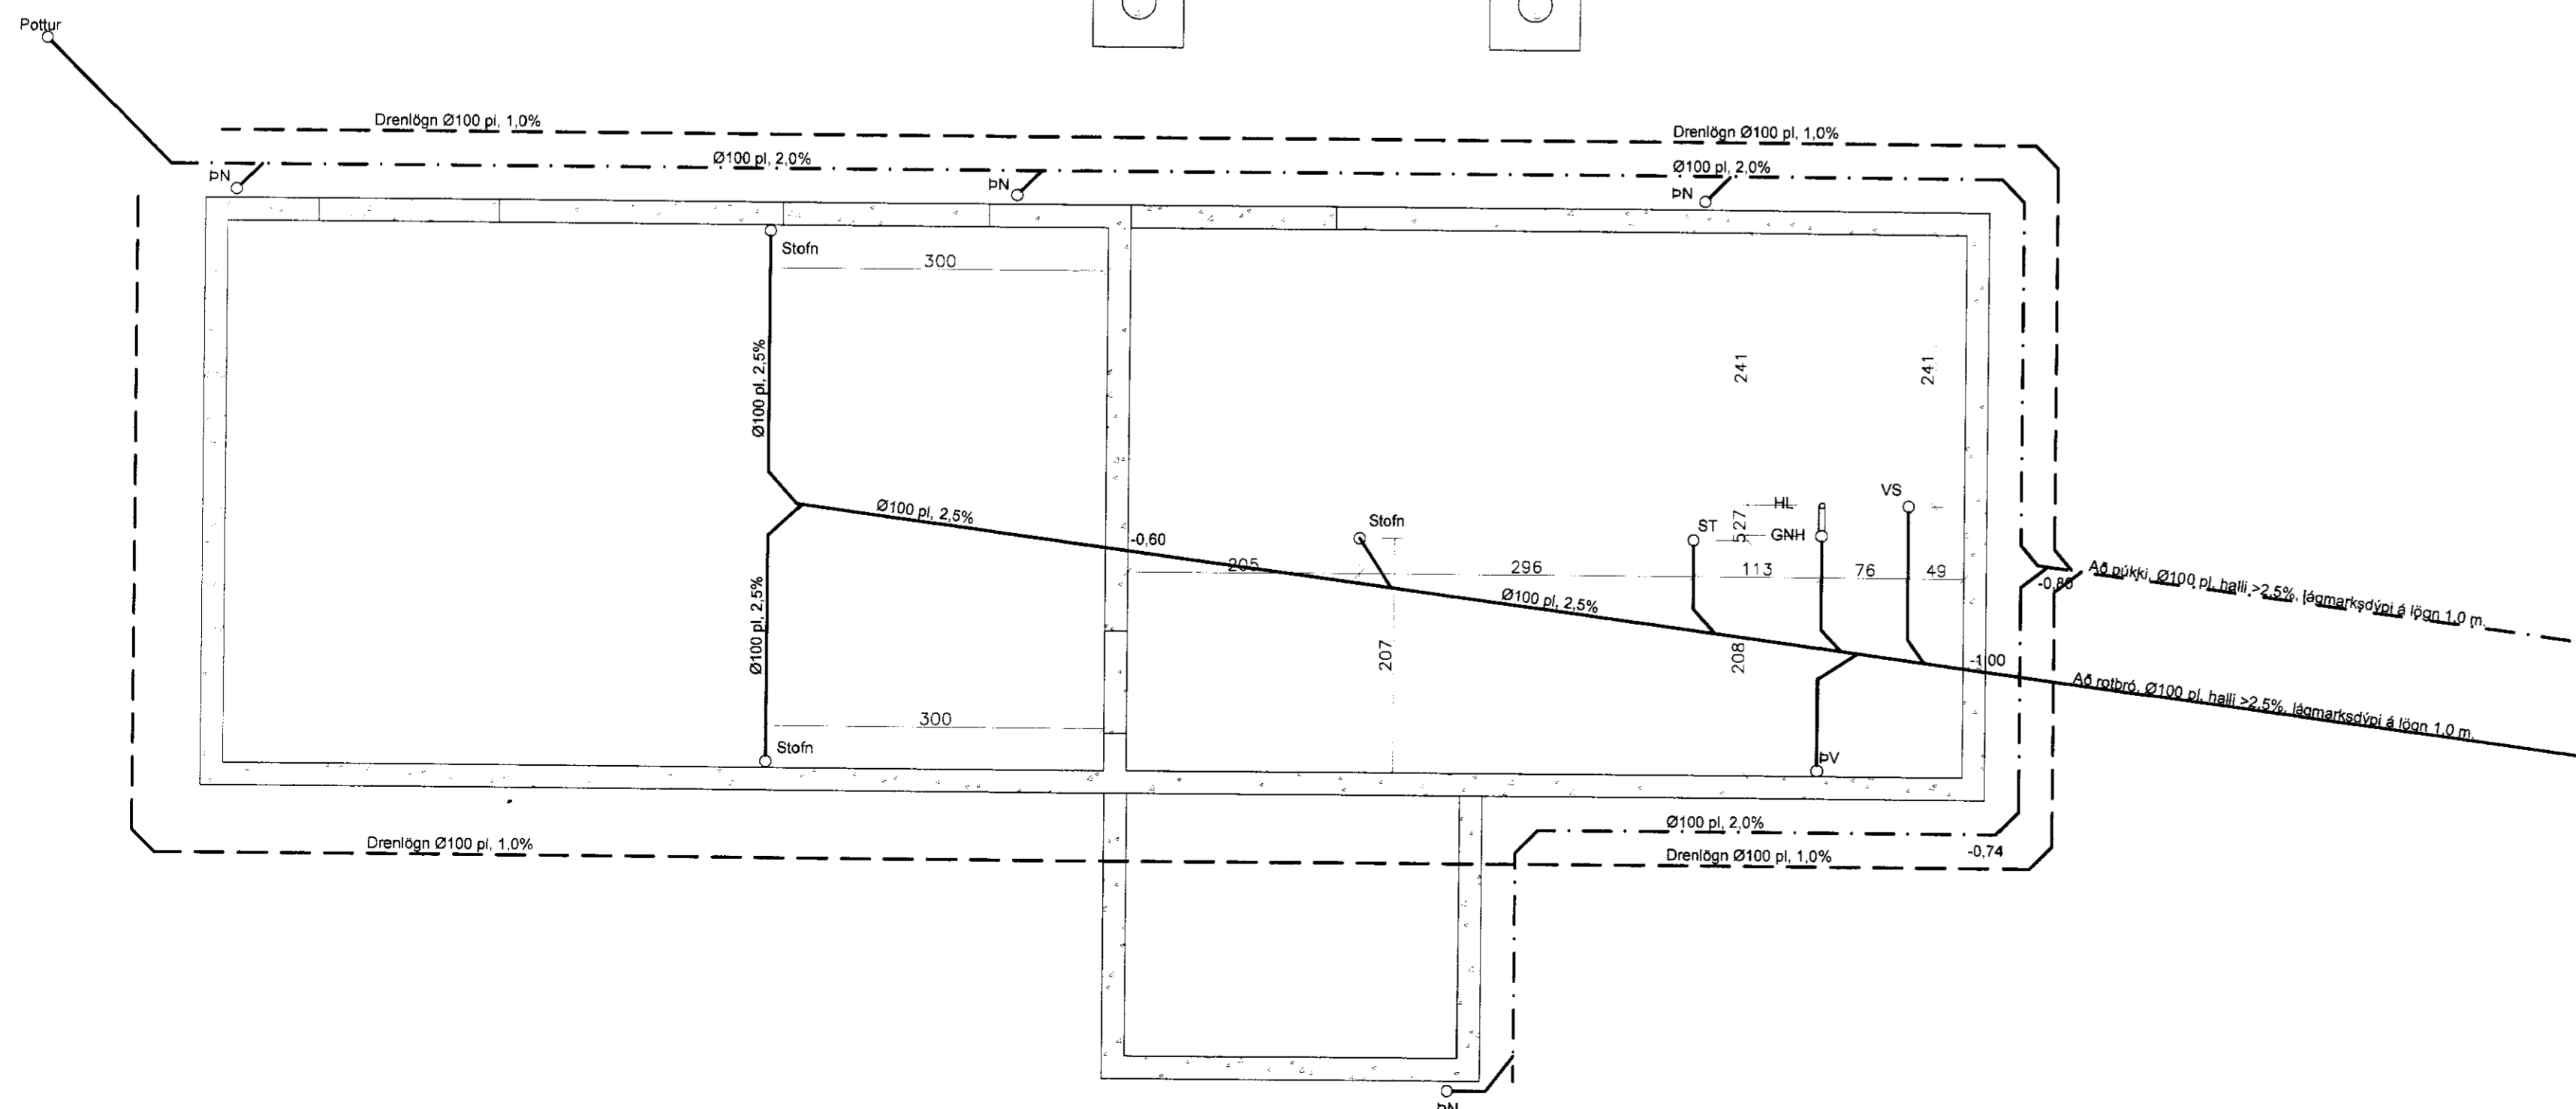 Pottur
Drenlögn Ø100 pl, 1,0%
Drenlögn Ø100 pl, 1,0%
Ø100 pl, 2,0%
Ø100 pl, 2,0%
ÞN
ÞN
ÞN
Stofn
300
Ø100 pl, 2,5%
241
241
Ø100 pl, 2,5%
-0,60
Stofn
ST
527
HL
GNH
VS
205
296
113
76
49
-0,80
Að púkki, Ø100 pl, halli >2,5%, lágmarksdýpi á lögn 1,0 m.
Ø100 pl, 2,5%
Ø100 pl, 2,5%
207
208
-1,00
Að rotþró, Ø100 pl, halli >2,5%, lágmarksdýpi á lögn 1,0 m.
300
Stofn
ÞV
Drenlögn Ø100 pl, 1,0%
Ø100 pl, 2,0%
Drenlögn Ø100 pl, 1,0%
-0,74
ÞN